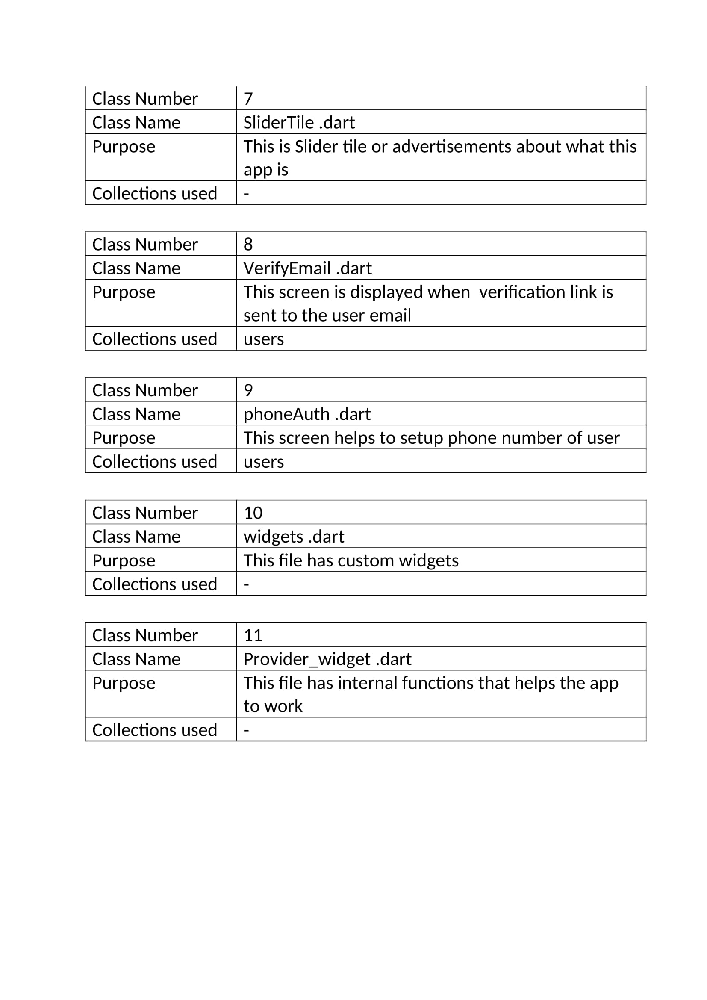 Class Number 7
Class Name SliderTile .dart
Purpose This is Slider tile or advertisements about what this
app is
Collections used -
Class Number 8
Class Name VerifyEmail .dart
Purpose This screen is displayed when  verification link is
sent to the user email
Collections used users
Class Number 9
Class Name phoneAuth .dart
Purpose This screen helps to setup phone number of user
Collections used users
Class Number 10
Class Name widgets .dart
Purpose This file has custom widgets
Collections used -
Class Number 11
Class Name Provider_widget .dart
Purpose This file has internal functions that helps the app
to work
Collections used -